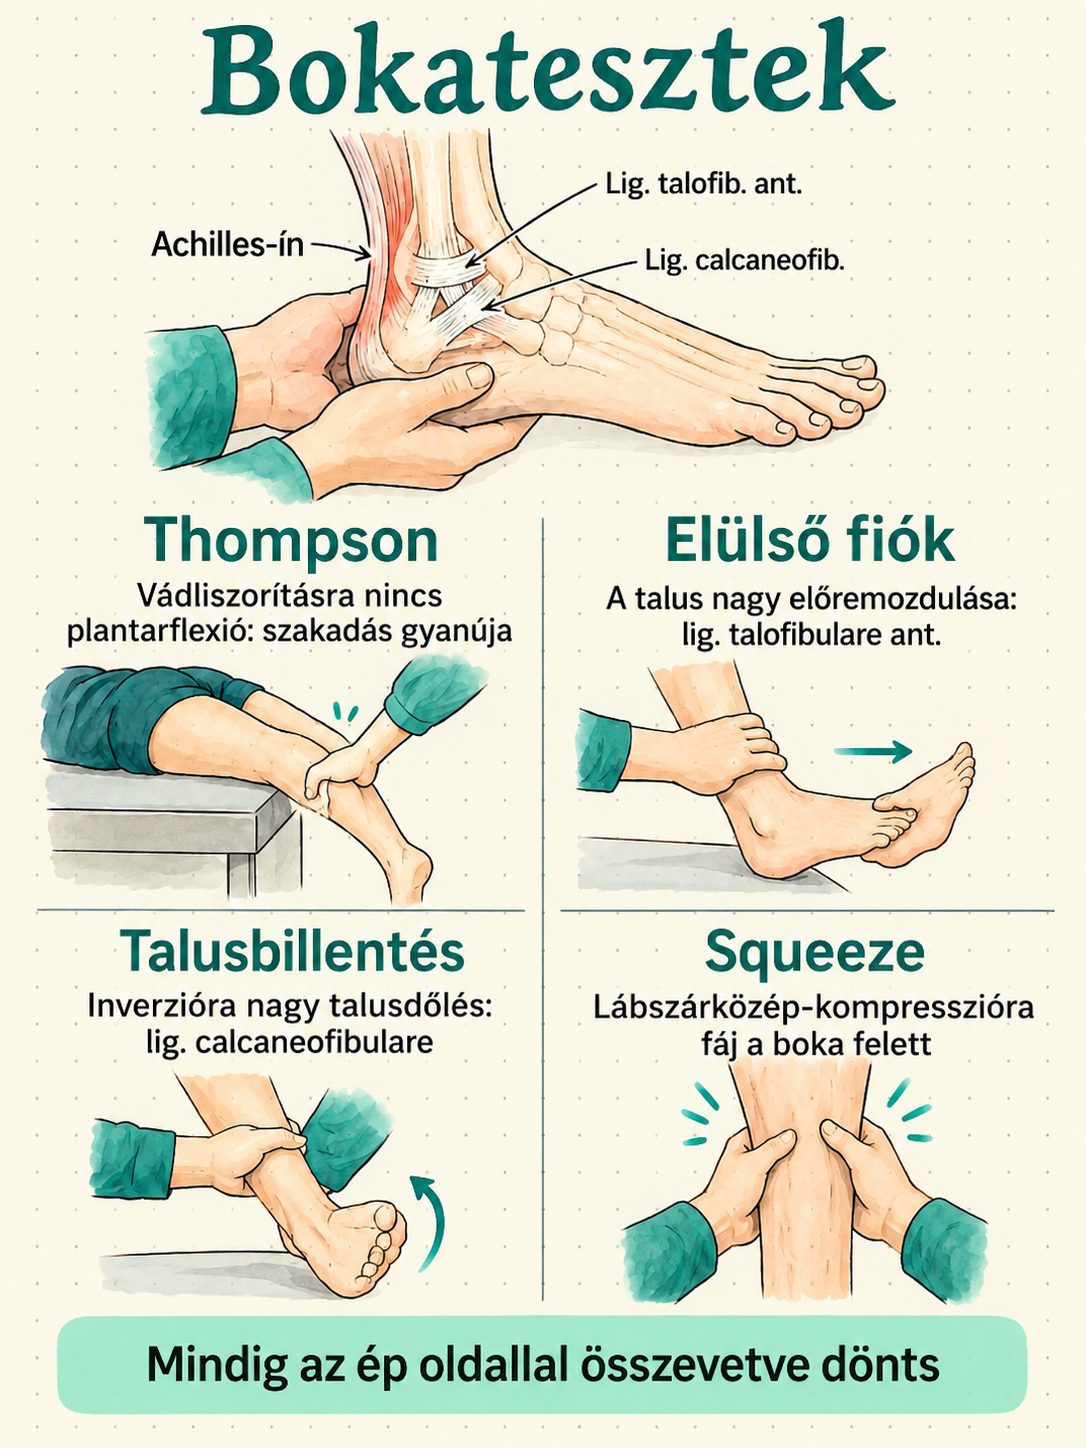 Bokatesztek
Lig. talofib. ant.
Achilles-ín
Lig. calcaneofib.
Thompson
Vádliszorításra nincs
plantarflexió: szakadás gyanúja
Elülső fiók
A talus nagy előremozdulása:
lig. talofibulare ant.
Talusbillentés
Inverzióra nagy talusdőlés:
lig. calcaneofibulare
Squeeze
Lábszárközép-kompresszióra
fáj a boka felett
Mindig az ép oldallal összevetve dönts